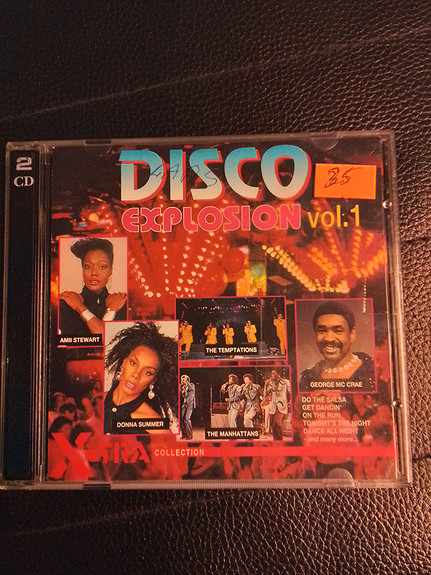 2
CD
DISCO
35
EXPLOSION vol.1
AMII STEWART
THE TEMPTATIONS
GEORGE MC CRAE
DONNA SUMMER
THE MANHATTANS
DO THE SALSA
GET DANCIN'
ON THE RUN
TONIGHT'S THE NIGHT
DANCE ALL NIGHT
- and many more...
COLLECTION